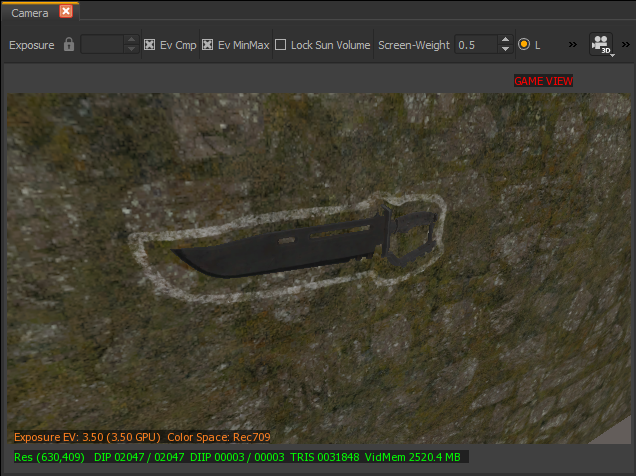 Camera
Exposure Ev Cmp Ev MinMax Lock Sun Volume Screen-Weight 0.5 L » 3D »
GAME VIEW
Exposure EV: 3.50 (3.50 GPU) Color Space: Rec709
Res (630,409) DIP 02047 / 02047 DIIP 00003 / 00003 TRIS 0031848 VidMem 2520.4 MB